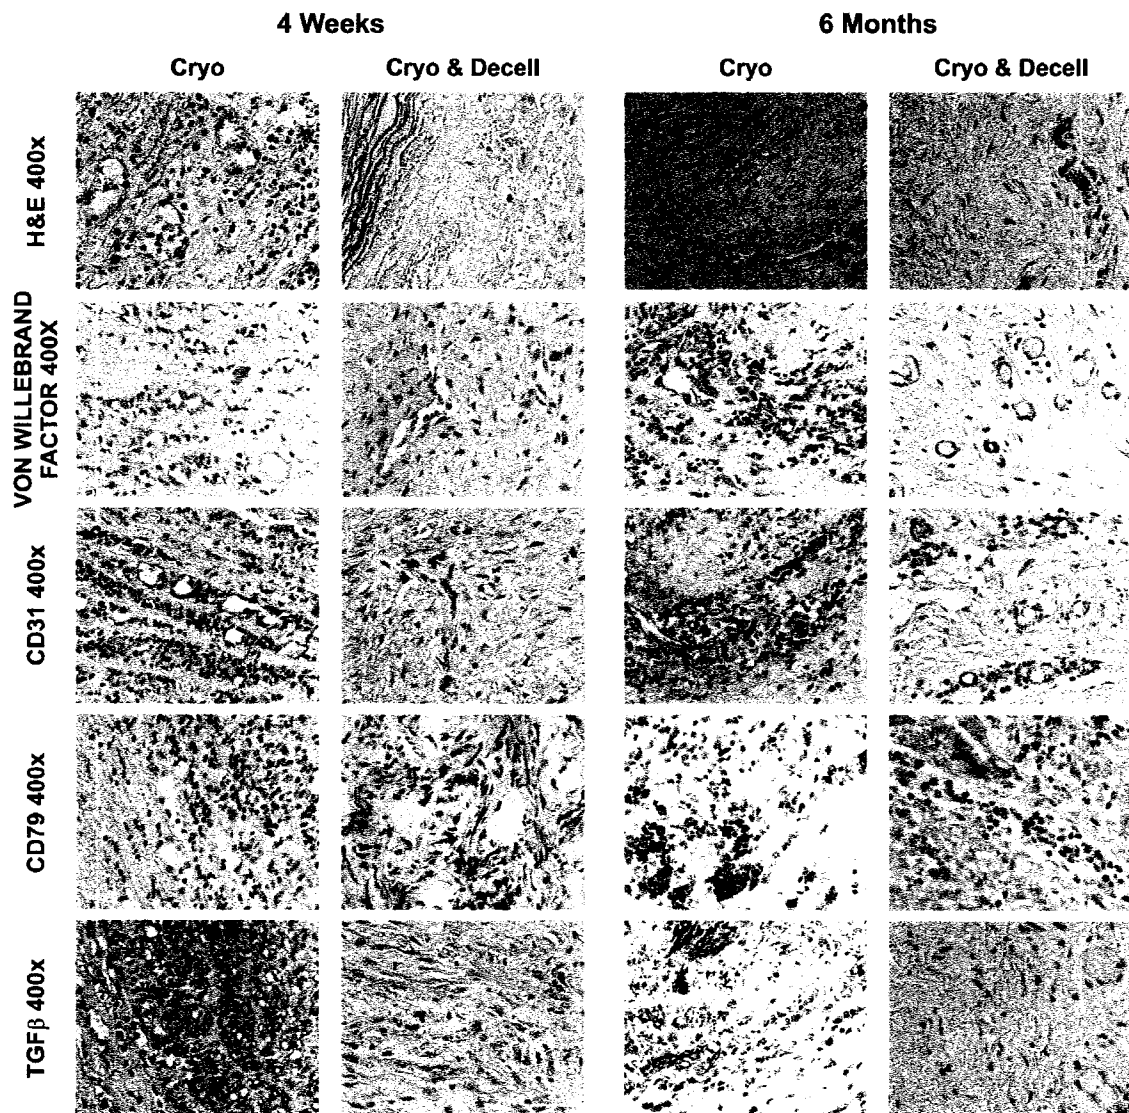 4 Weeks
6 Months
Cryo
Cryo & Decell
Cryo
Cryo & Decell
H&E 400x
VON WILLEBRAND
FACTOR 400X
CD31 400x
CD79 400x
TGFβ 400x